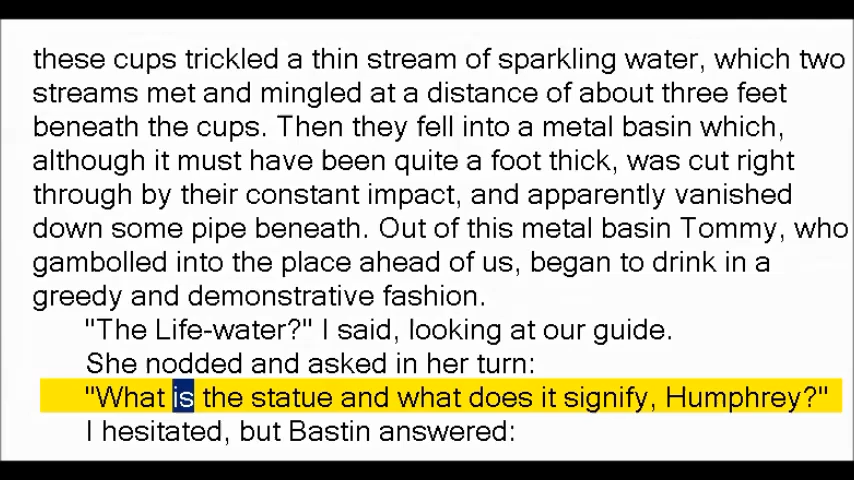 these cups trickled a thin stream of sparkling water, which two
streams met and mingled at a distance of about three feet
beneath the cups. Then they fell into a metal basin which,
although it must have been quite a foot thick, was cut right
through by their constant impact, and apparently vanished
down some pipe beneath. Out of this metal basin Tommy, who
gambolled into the place ahead of us, began to drink in a
greedy and demonstrative fashion.
"The Life-water?" I said, looking at our guide.
She nodded and asked in her turn:
"What is the statue and what does it signify, Humphrey?"
I hesitated, but Bastin answered: